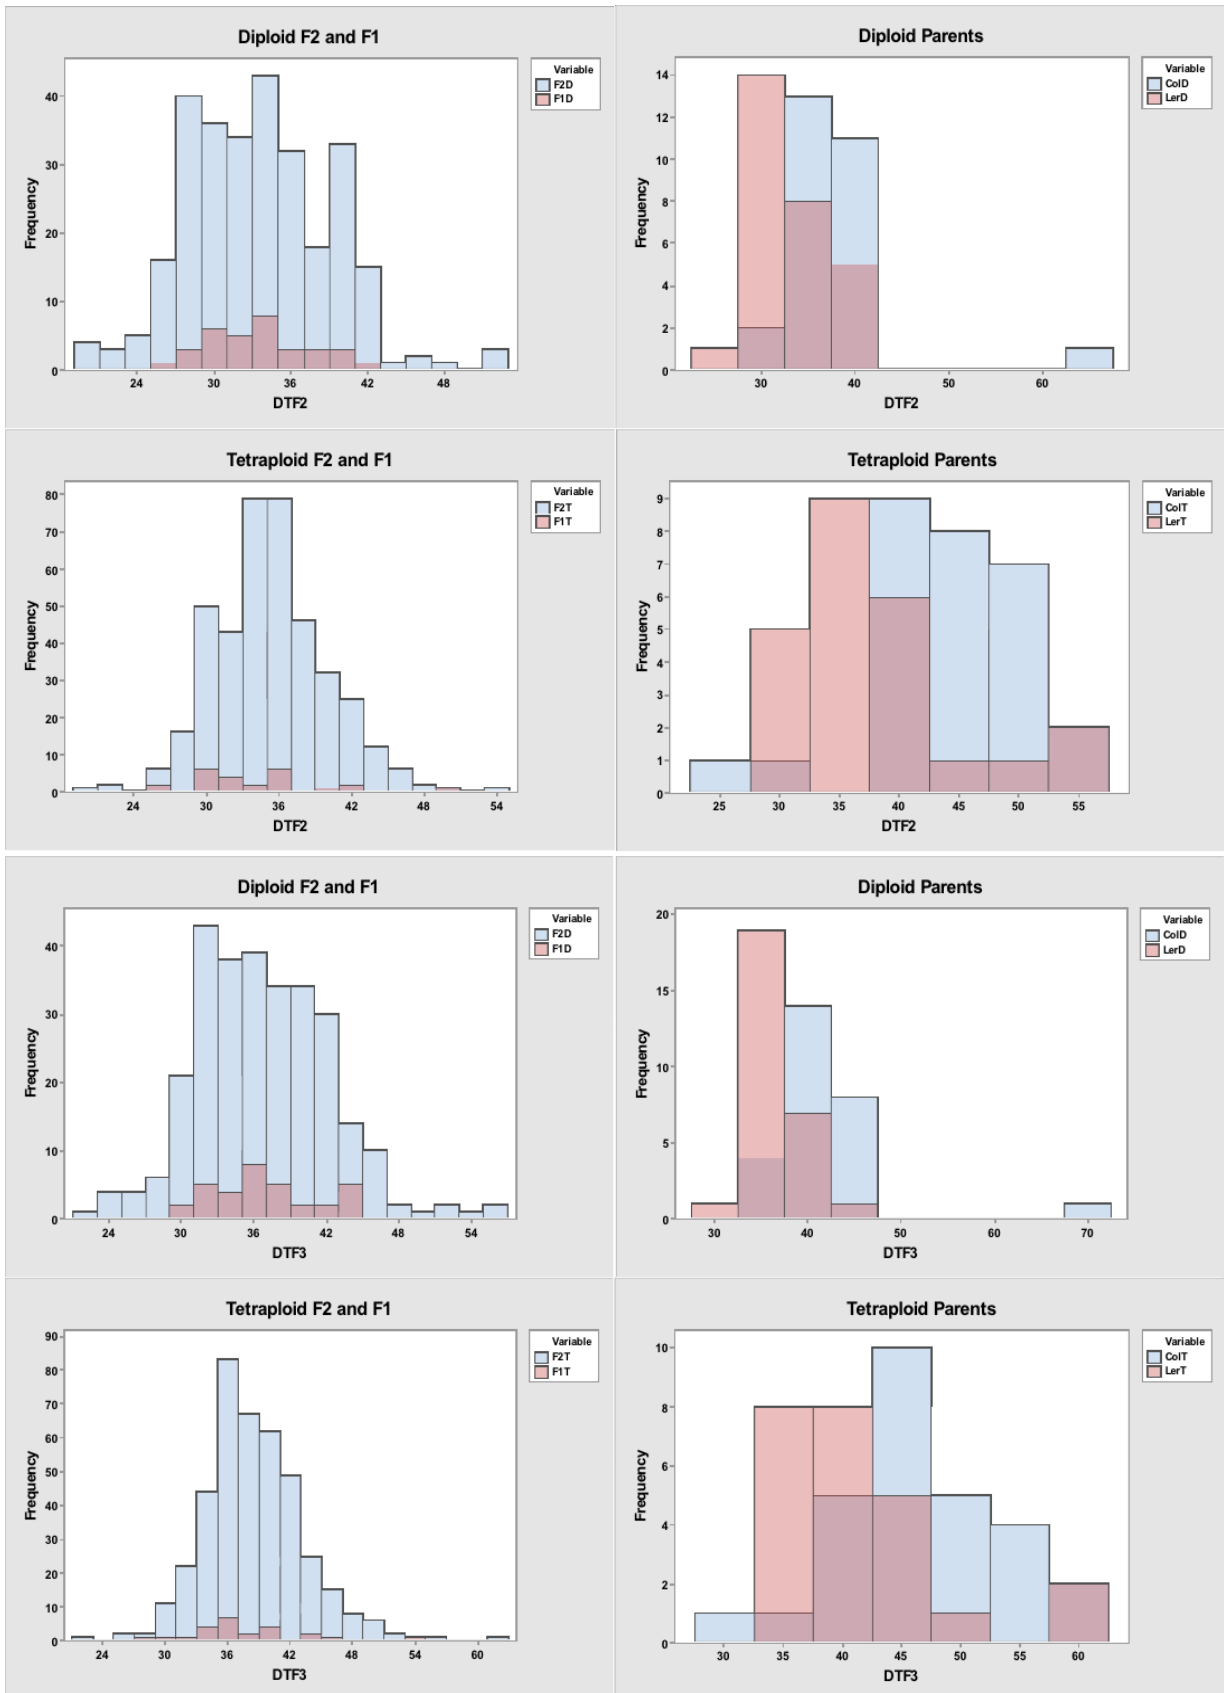 Diploid F2 and F1
Variable
F2D
F1D
Frequency
40
30
20
10
0
24 30 36 42 48
DTF2
Diploid Parents
Variable
ColD
LerD
Frequency
14
12
10
8
6
4
2
0
30 40 50 60
DTF2
Tetraploid F2 and F1
Variable
F2T
F1T
Frequency
80
70
60
50
40
30
20
10
0
24 30 36 42 48 54
DTF2
Tetraploid Parents
Variable
ColT
LerT
Frequency
9
8
7
6
5
4
3
2
1
0
25 30 35 40 45 50 55
DTF2
Diploid F2 and F1
Variable
F2D
F1D
Frequency
40
30
20
10
0
24 30 36 42 48 54
DTF3
Diploid Parents
Variable
ColD
LerD
Frequency
20
15
10
5
0
30 40 50 60 70
DTF3
Tetraploid F2 and F1
Variable
F2T
F1T
Frequency
90
80
70
60
50
40
30
20
10
0
24 30 36 42 48 54 60
DTF3
Tetraploid Parents
Variable
ColT
LerT
Frequency
10
8
6
4
2
0
30 35 40 45 50 55 60
DTF3